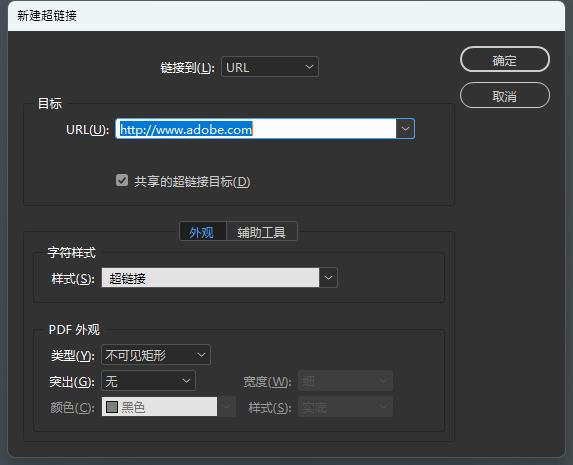 新建超链接
链接到(L): URL
确定
取消
目标
URL(U): http://www.adobe.com
共享的超链接目标(D)
外观 辅助工具
字符样式
样式(S): 超链接
PDF 外观
类型(Y): 不可见矩形
突出(G): 无 宽度(W): 细
颜色(C): 黑色 样式(S): 实底